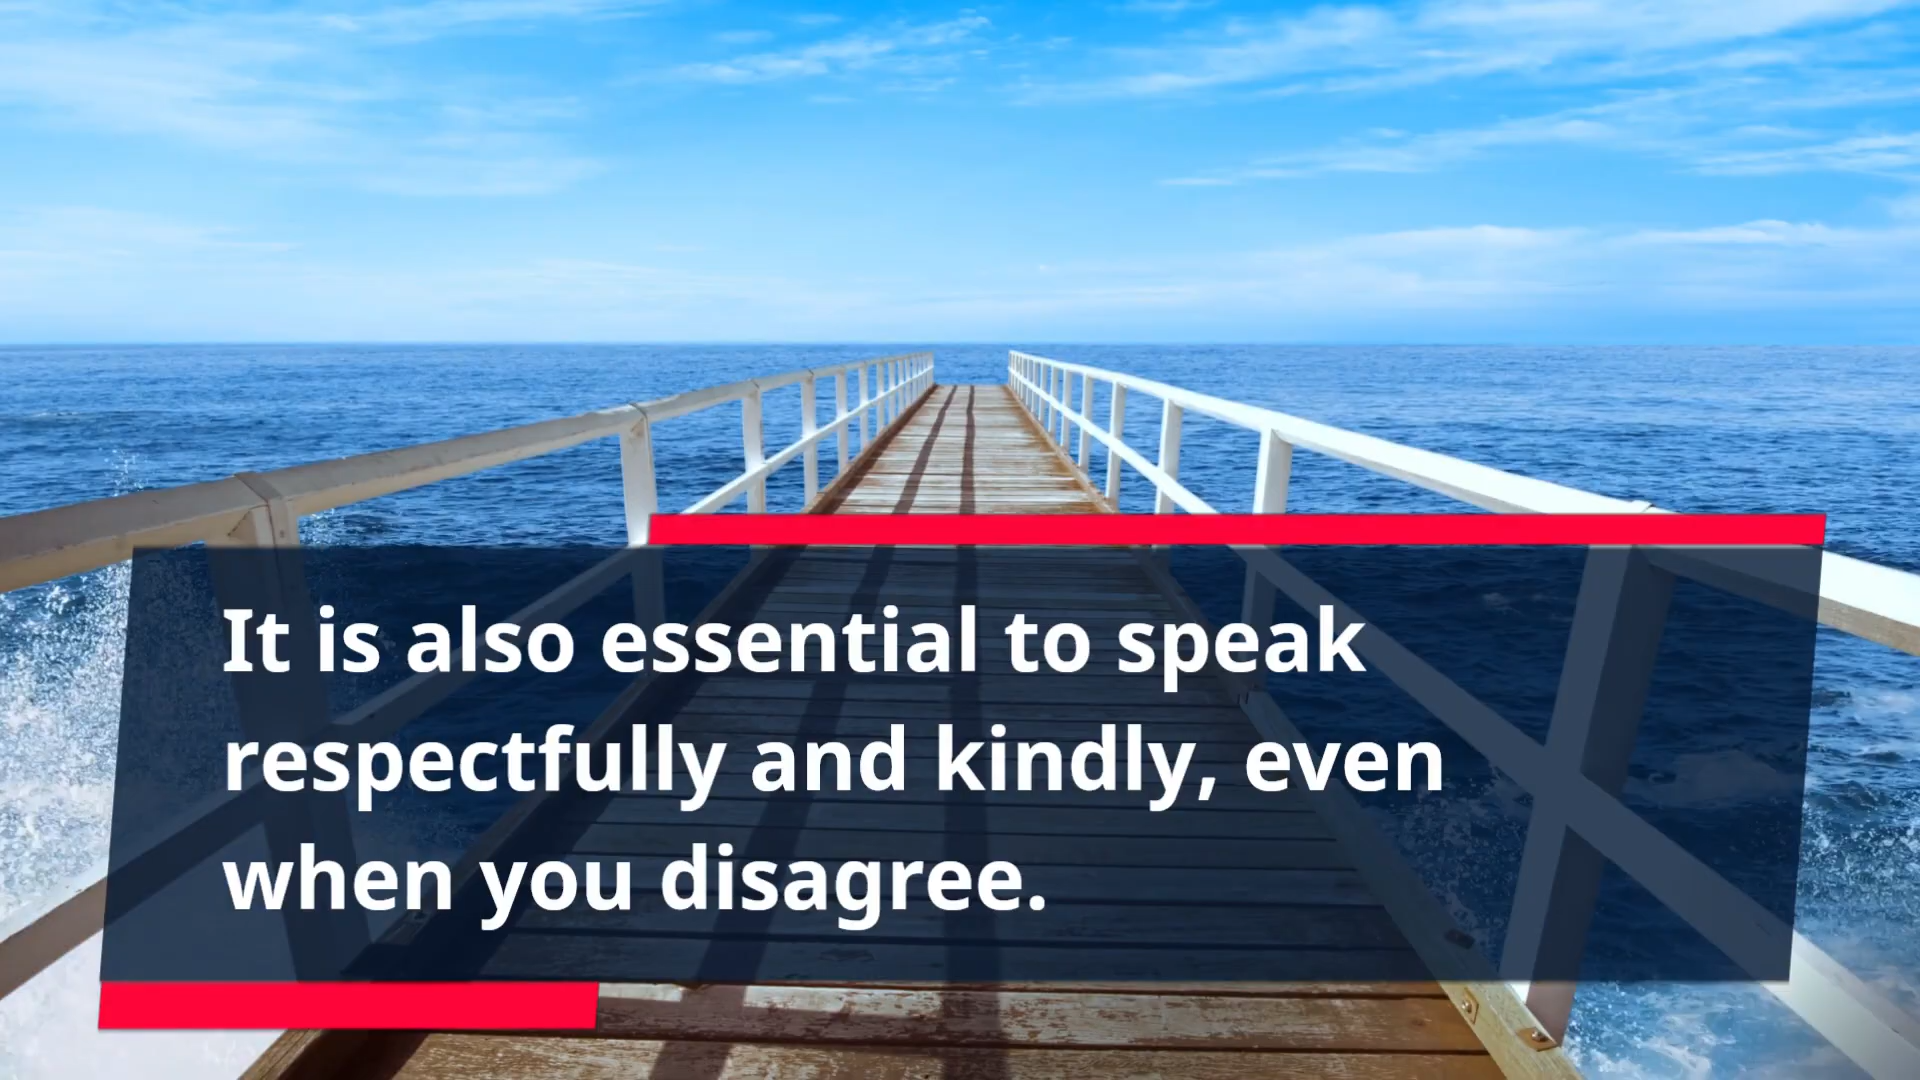 It is also essential to speak
respectfully and kindly, even
when you disagree.